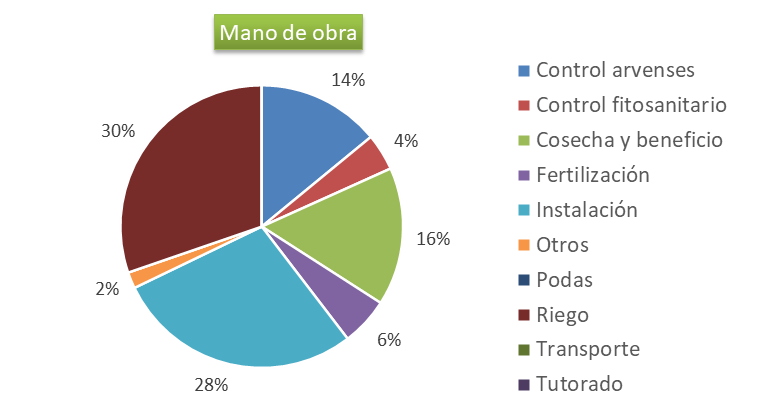 Mano de obra
14%
4%
16%
6%
28%
2%
30%
Control arvenses
Control fitosanitario
Cosecha y beneficio
Fertilización
Instalación
Otros
Podas
Riego
Transporte
Tutorado